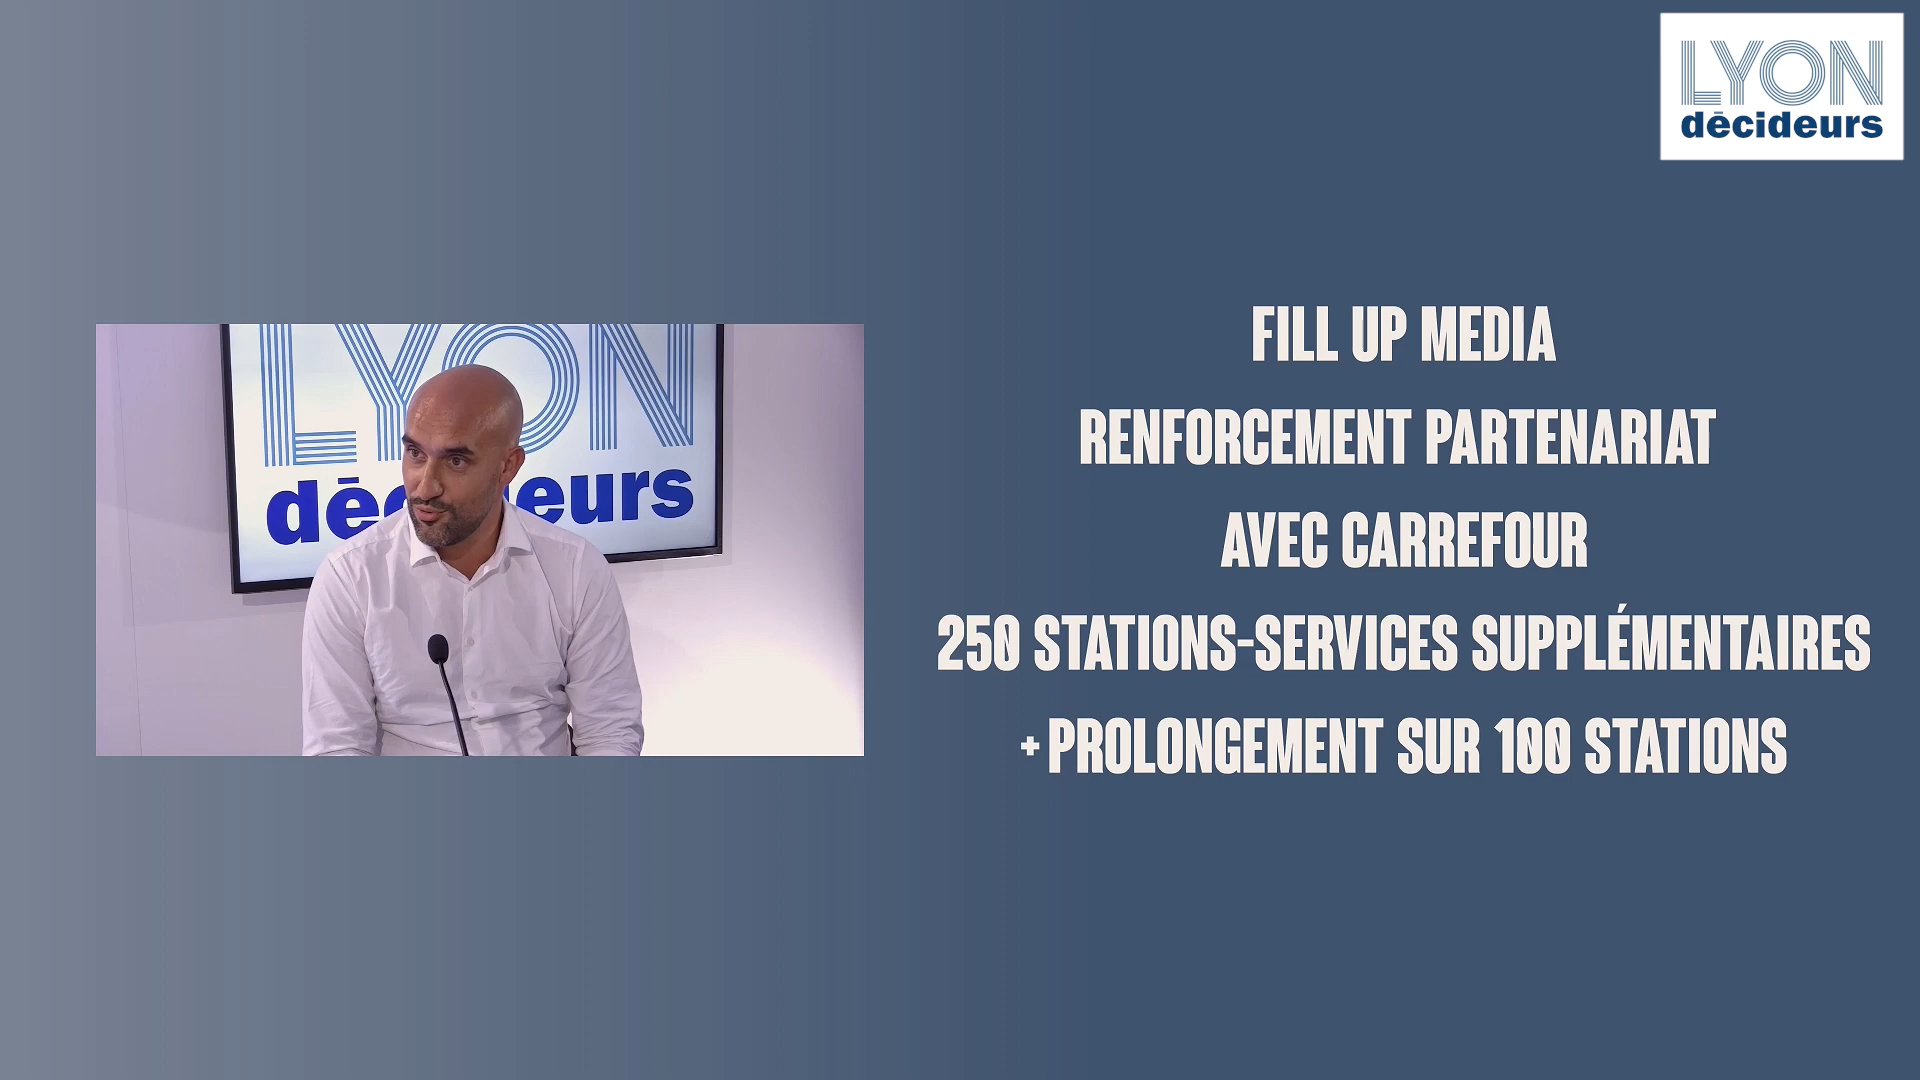 LYON
décideurs
LYON
décideurs
FILL UP MEDIA
RENFORCEMENT PARTENARIAT
AVEC CARREFOUR
250 STATIONS-SERVICES SUPPLÉMENTAIRES
+ PROLONGEMENT SUR 100 STATIONS